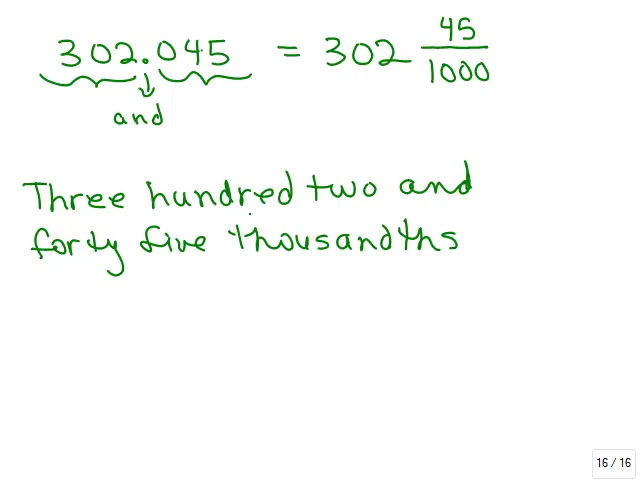 302.045 = 302 45/1000
and
Three hundred two and
forty five thousandths
16 / 16